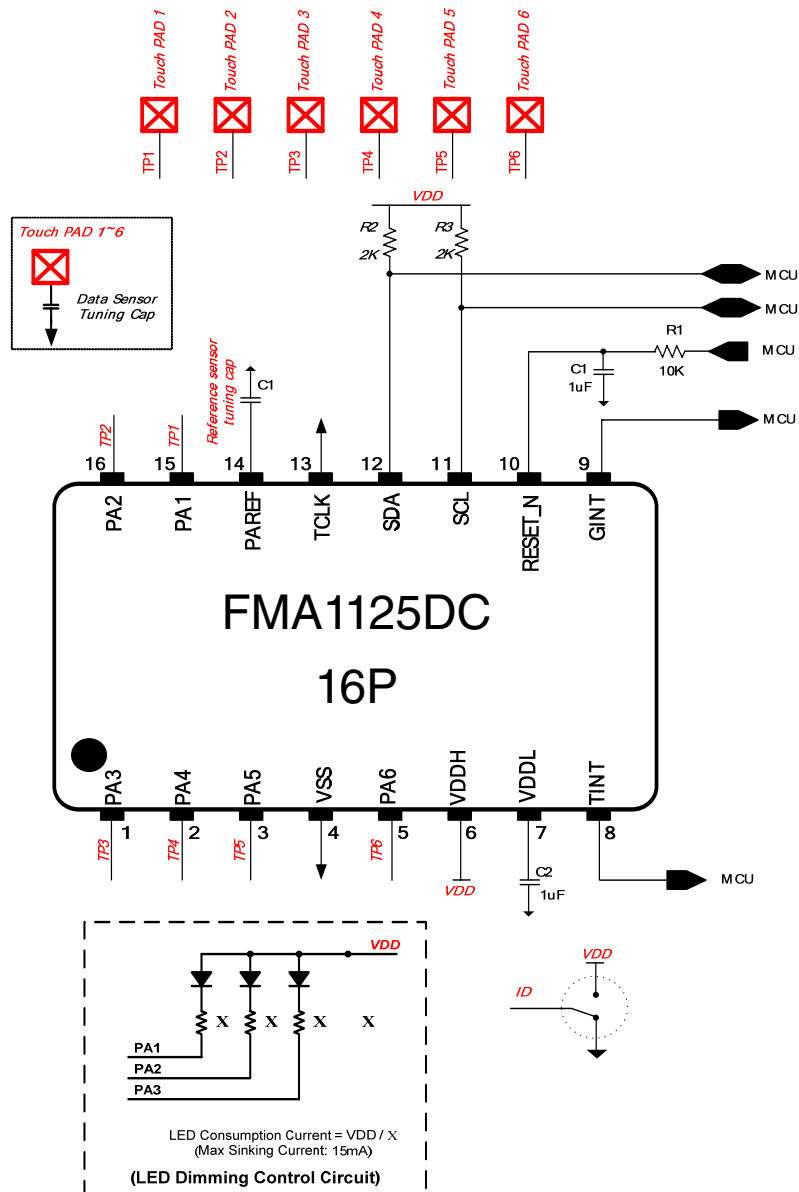 Touch PAD 1
Touch PAD 2
Touch PAD 3
Touch PAD 4
Touch PAD 5
Touch PAD 6
TP1
TP2
TP3
TP4
TP5
TP6
VDD
R2
2K
R3
2K
Touch PAD 1~6
Data Sensor
Tuning Cap
MCU
MCU
R1
10K
MCU
C1
1uF
MCU
Reference sensor
tuning cap
C1
TP2
TP1
16
15
14
13
12
11
10
9
PA2
PA1
PAREF
TCLK
SDA
SCL
RESET_N
GINT
FMA1125DC
16P
PA3
PA4
PA5
VSS
PA6
VDDH
VDDL
TINT
1
2
3
4
5
6
7
8
TP3
TP4
TP5
TP6
VDD
C2
1uF
MCU
VDD
X X X X
PA1
PA2
PA3
LED Consumption Current = VDD / X
(Max Sinking Current: 15mA)
(LED Dimming Control Circuit)
VDD
ID